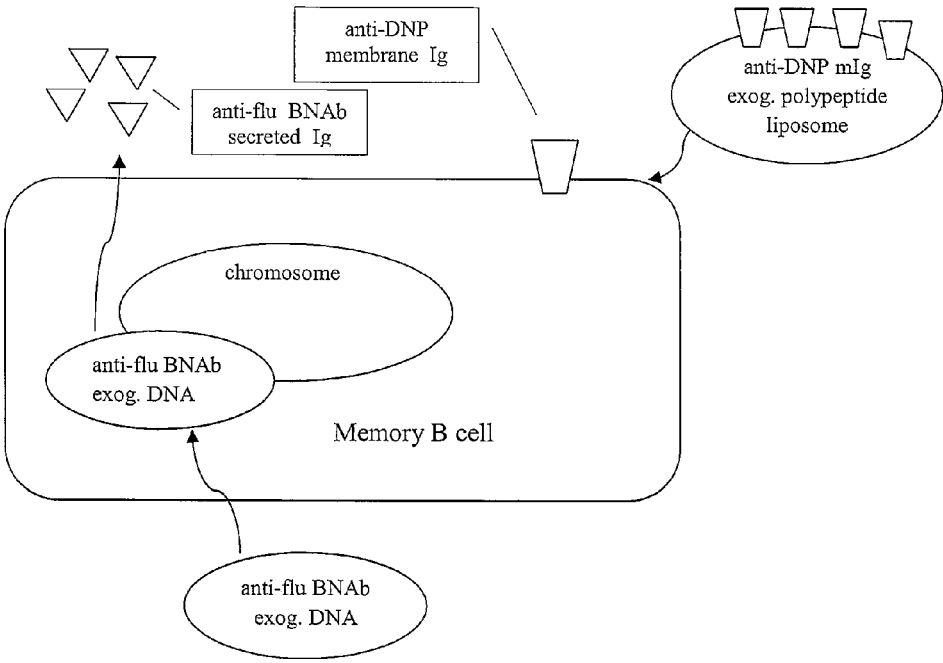 anti-DNP
membrane Ig
anti-flu BNAb
secreted Ig
anti-DNP mIg
exog. polypeptide
liposome
chromosome
anti-flu BNAb
exog. DNA
Memory B cell
anti-flu BNAb
exog. DNA